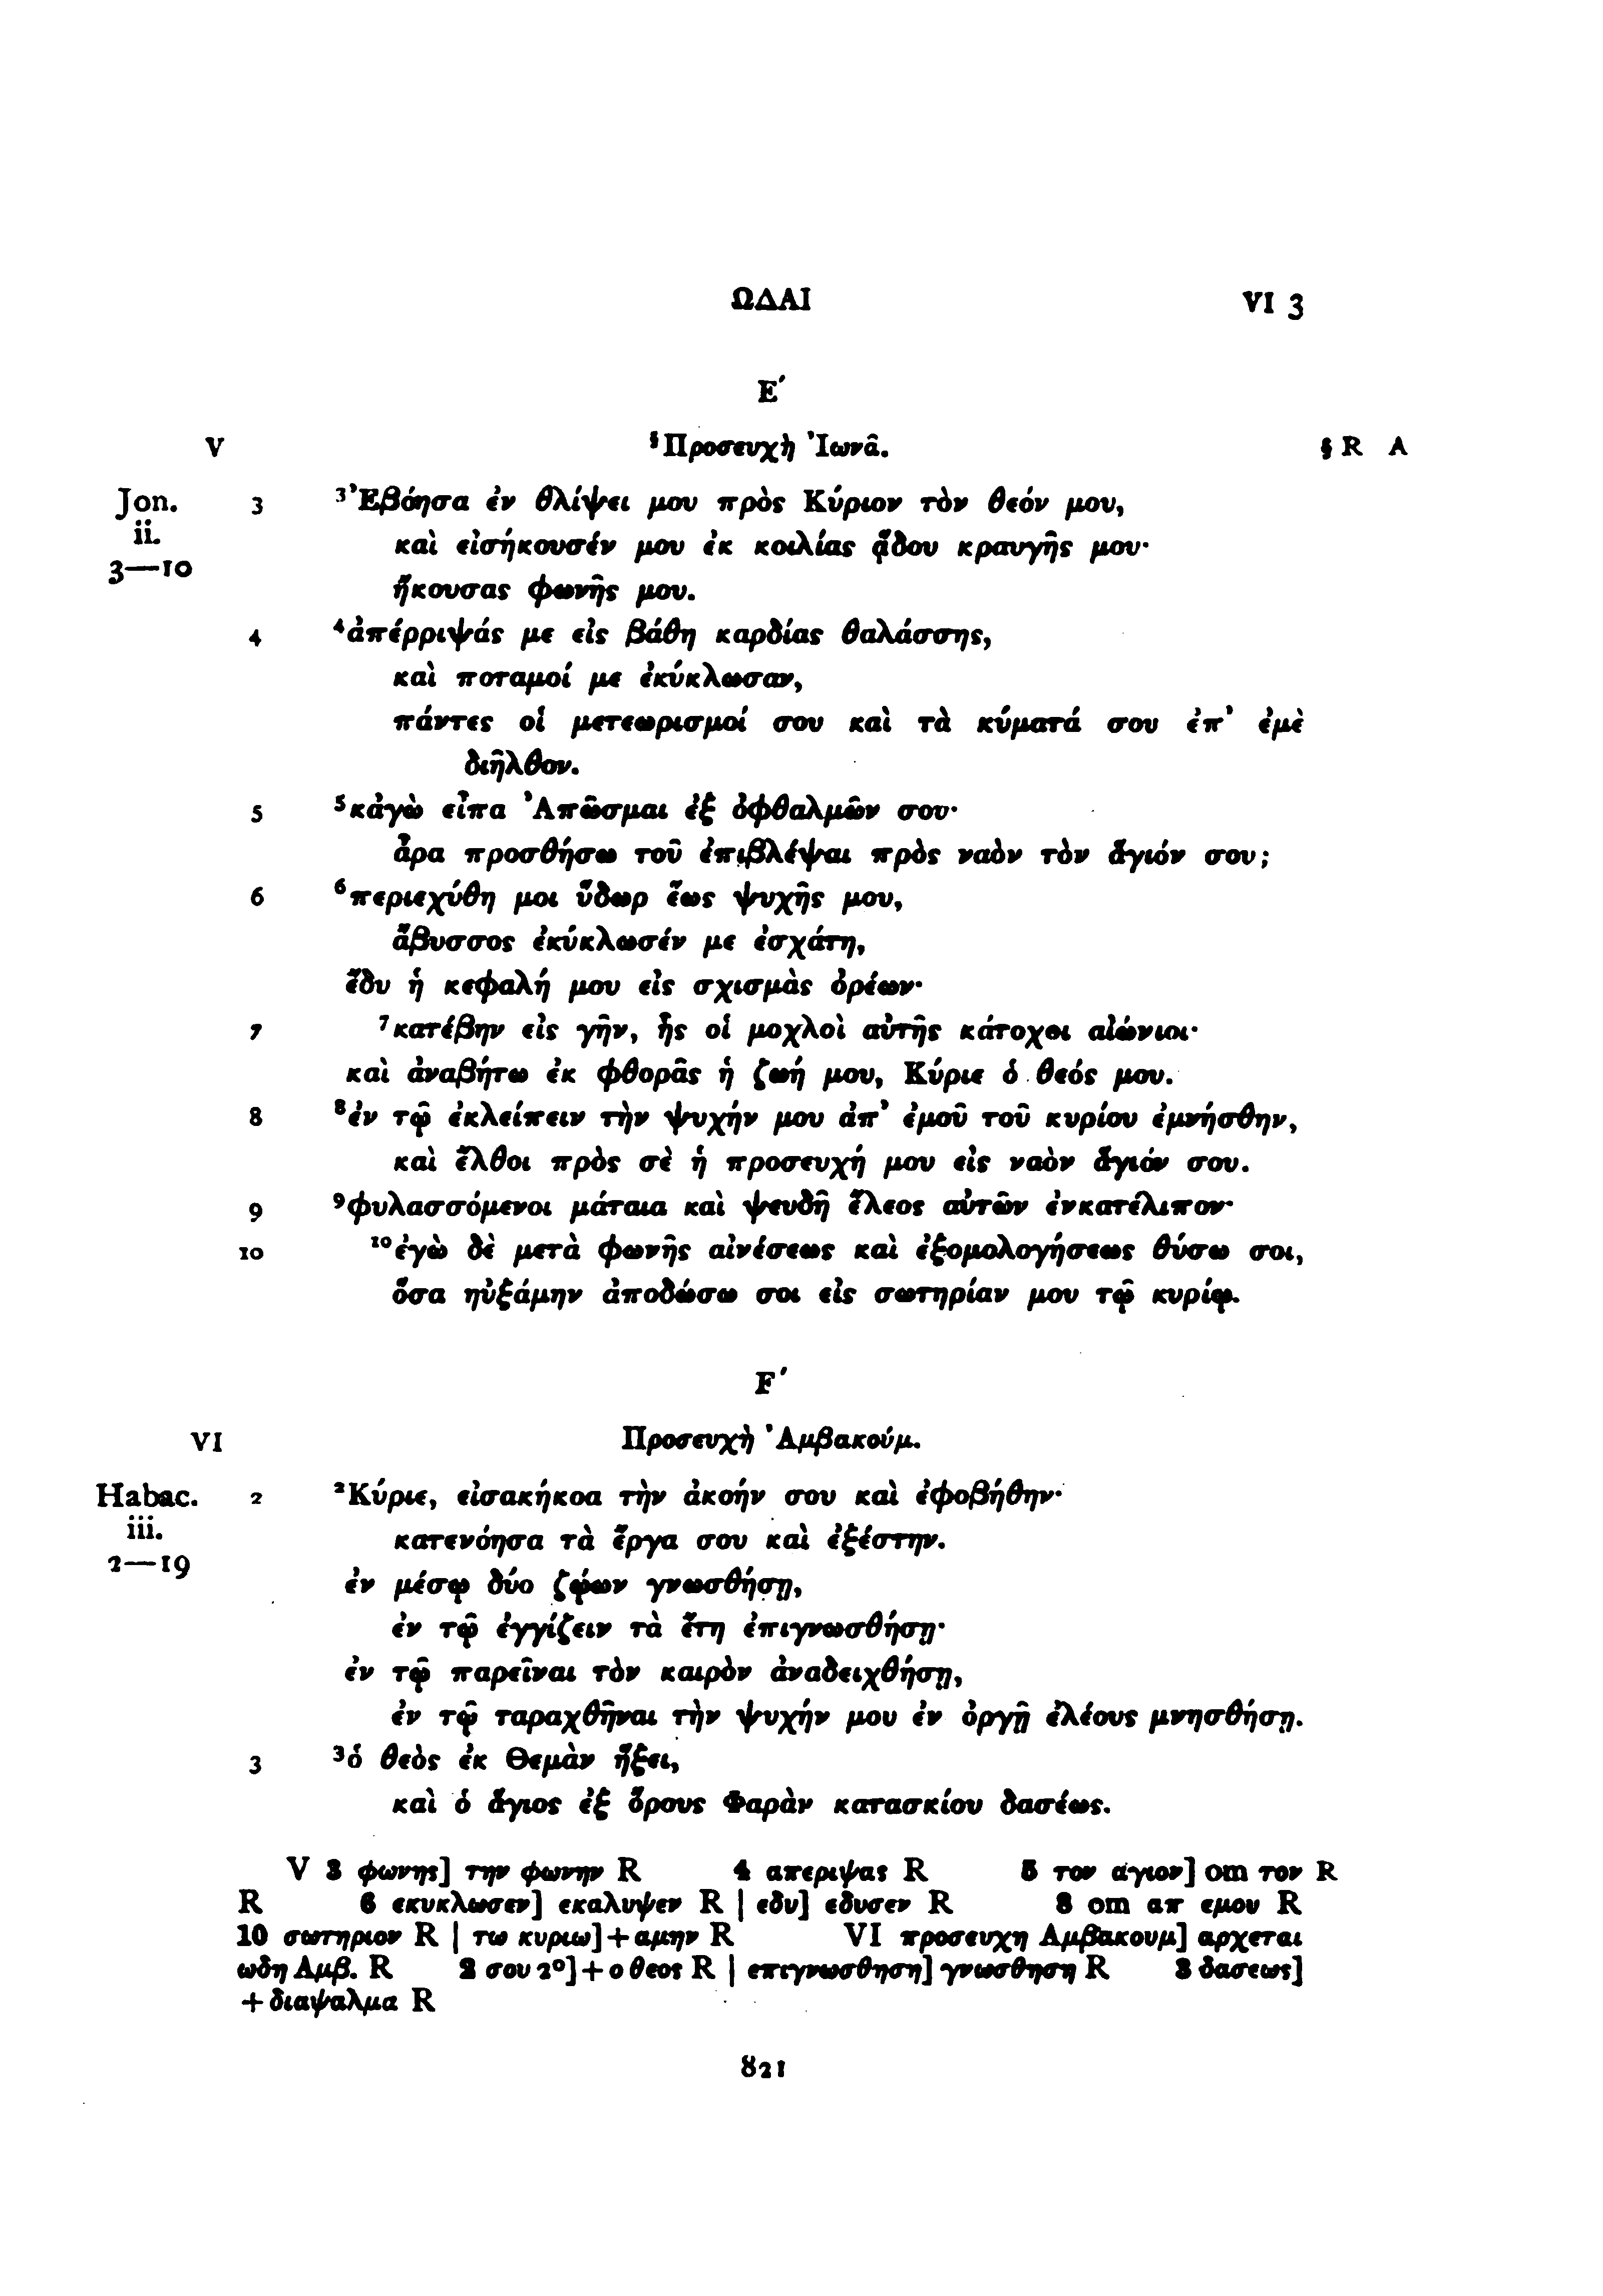 ΩΔΑΙ VI 3
Ε´
V §Προσευχὴ Ἰωνᾶ. § R A
Jon. ii. 3—10
3 ³Ἐβόησα ἐν θλίψει μου πρὸς Κύριον τὸν θεόν μου,
καὶ εἰσήκουσέν μου ἐκ κοιλίας ᾅδου κραυγῆς μου·
ἤκουσας φωνῆς μου.
4 ⁴ἀπέρριψάς με εἰς βάθη καρδίας θαλάσσης,
καὶ ποταμοί με ἐκύκλωσαν,
πάντες οἱ μετεωρισμοί σου καὶ τὰ κύματά σου ἐπ᾽ ἐμὲ
διῆλθον.
5 ⁵κἀγὼ εἶπα Ἀπῶσμαι ἐξ ὀφθαλμῶν σου·
ἆρα προσθήσω τοῦ ἐπιβλέψαι πρὸς ναὸν τὸν ἅγιόν σου;
6 ⁶περιεχύθη μοι ὕδωρ ἕως ψυχῆς μου,
ἄβυσσος ἐκύκλωσέν με ἐσχάτη,
ἔδυ ἡ κεφαλή μου εἰς σχισμὰς ὀρέων·
7 ⁷κατέβην εἰς γῆν, ἧς οἱ μοχλοὶ αὐτῆς κάτοχοι αἰώνιοι·
καὶ ἀναβήτω ἐκ φθορᾶς ἡ ζωή μου, Κύριε ὁ θεός μου.
8 ⁸ἐν τῷ ἐκλείπειν τὴν ψυχήν μου ἀπ᾽ ἐμοῦ τοῦ κυρίου ἐμνήσθην,
καὶ ἔλθοι πρὸς σὲ ἡ προσευχή μου εἰς ναὸν ἅγιόν σου.
9 ⁹φυλασσόμενοι μάταια καὶ ψευδῆ ἔλεος αὐτῶν ἐνκατέλιπον·
10 ¹⁰ἐγὼ δὲ μετὰ φωνῆς αἰνέσεως καὶ ἐξομολογήσεως θύσω σοι,
ὅσα ηὐξάμην ἀποδώσω σοι εἰς σωτηρίαν μου τῷ κυρίῳ.
Ϝ´
VI Προσευχὴ Ἀμβακούμ.
Habac. iii. 2—19
2 ²Κύριε, εἰσακήκοα τὴν ἀκοήν σου καὶ ἐφοβήθην·
κατενόησα τὰ ἔργα σου καὶ ἐξέστην.
ἐν μέσῳ δύο ζῴων γνωσθήσῃ,
ἐν τῷ ἐγγίζειν τὰ ἔτη ἐπιγνωσθήσῃ·
ἐν τῷ παρεῖναι τὸν καιρὸν ἀναδειχθήσῃ,
ἐν τῷ ταραχθῆναι τὴν ψυχήν μου ἐν ὀργῇ ἐλέους μνησθήσῃ.
3 ³ὁ θεὸς ἐκ Θεμὰν ἥξει,
καὶ ὁ ἅγιος ἐξ ὄρους Φαρὰν κατασκίου δασέως.
V 3 φωνης] την φωνην R 4 απεριψας R 5 τον αγιον] om τον R
R 6 εκυκλωσεν] εκαλυψεν R | εδυ] εδυσεν R 8 om απ εμου R
10 σωτηριον R | τω κυριω]+αμην R VI προσευχη Αμβακουμ] αρχεται
ωδη Αμβ. R 2 σου 2º]+ο θεος R | επιγνωσθηση] γνωσθηση R 3 δασεως]
+διαψαλμα R
821